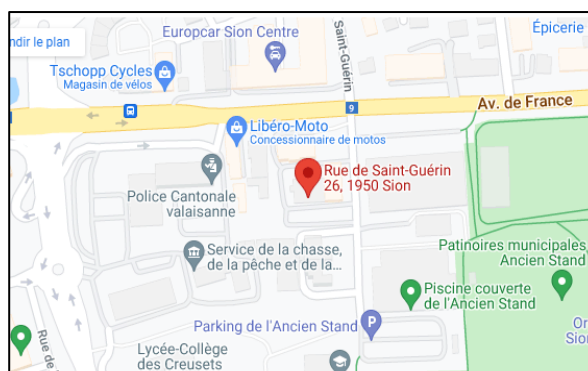 Europcar Sion Centre
Saint-Guérin
Épicerie
ndir le plan
Tschopp Cycles
Magasin de vélos
9
Av. de France
Libéro-Moto
Concessionnaire de motos
Rue de Saint-Guérin
26, 1950 Sion
Police Cantonale
valaisanne
Service de la chasse,
de la pêche et de la...
Patinoires municipales
Ancien Stand
Piscine couverte
de l'Ancien Stand
Parking de l'Ancien Stand
P
Or
Sion
Rue de
Lycée-Collège
des Creusets